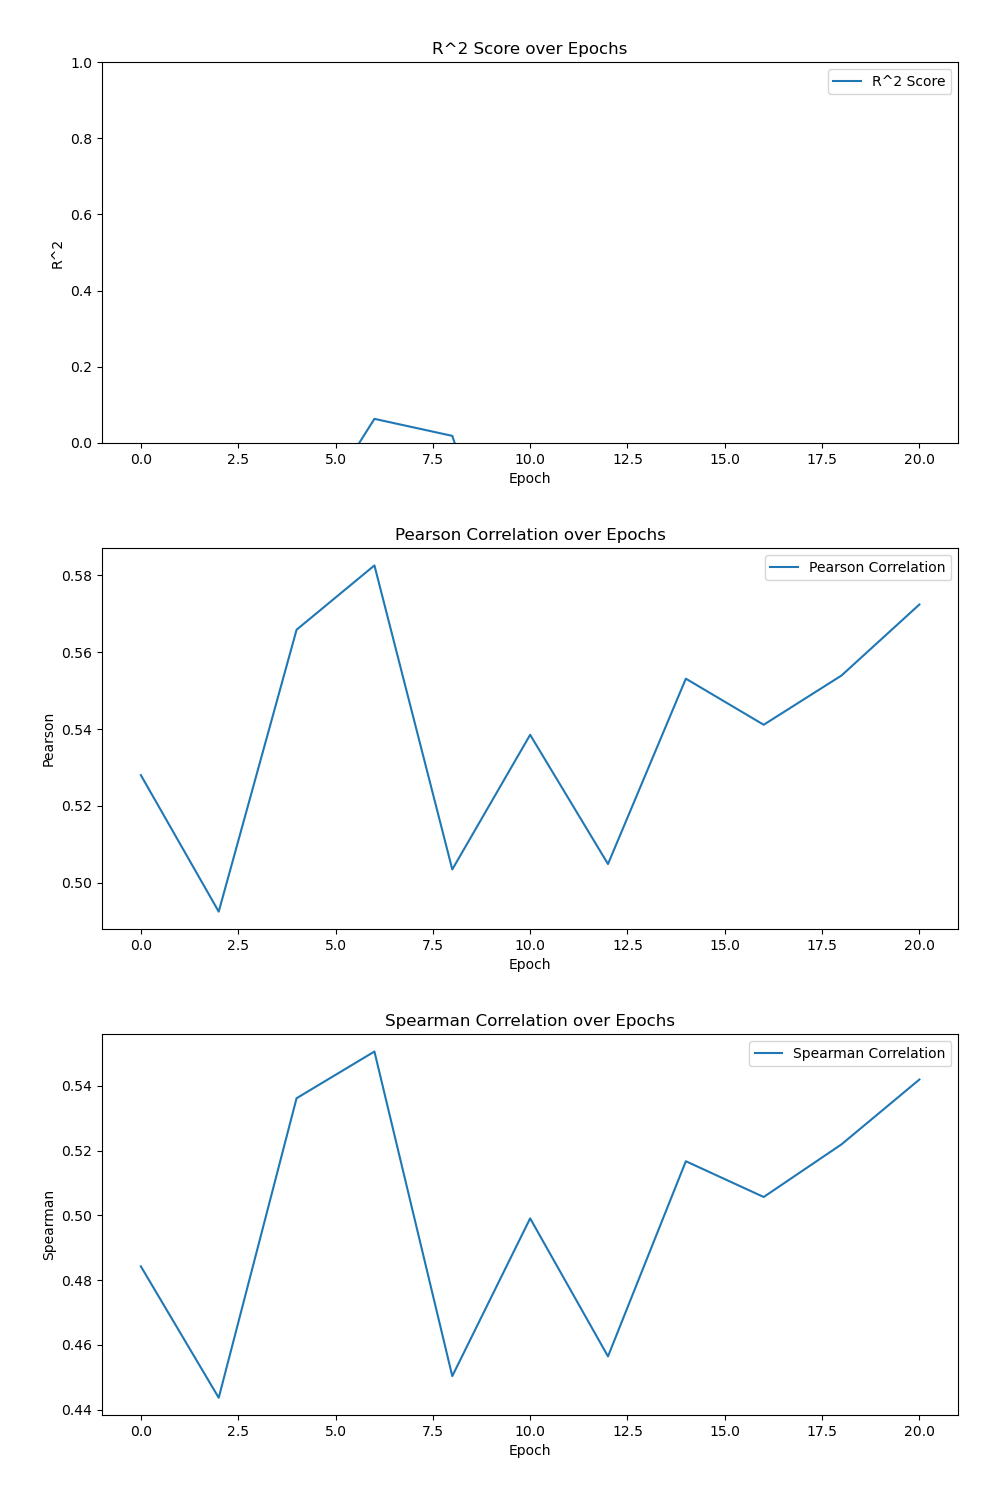 R^2 Score over Epochs
1.0
R^2 Score
0.8
0.6
R^2
0.4
0.2
0.0
0.0 2.5 5.0 7.5 10.0 12.5 15.0 17.5 20.0
Epoch
Pearson Correlation over Epochs
Pearson Correlation
0.58
0.56
0.54
Pearson
0.52
0.50
0.0 2.5 5.0 7.5 10.0 12.5 15.0 17.5 20.0
Epoch
Spearman Correlation over Epochs
Spearman Correlation
0.54
0.52
0.50
Spearman
0.48
0.46
0.44
0.0 2.5 5.0 7.5 10.0 12.5 15.0 17.5 20.0
Epoch